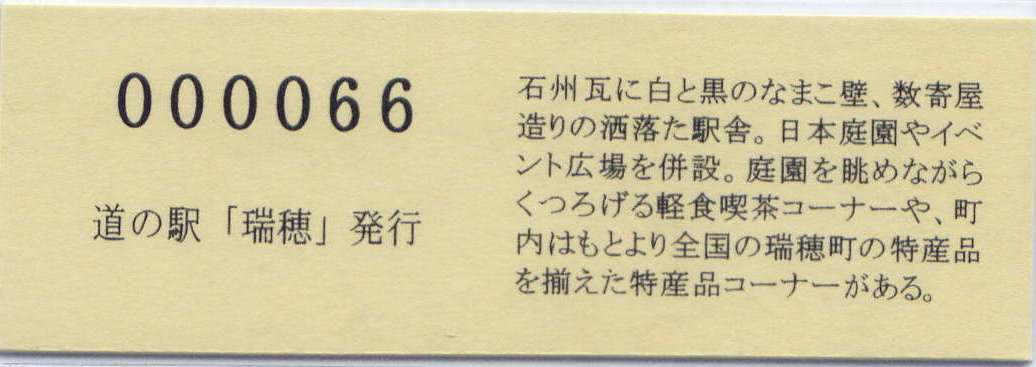 000066
道の駅「瑞穂」発行
石州瓦に白と黒のなまこ壁、数寄屋
造りの洒落た駅舎。日本庭園やイベ
ント広場を併設。庭園を眺めながら
くつろげる軽食喫茶コーナーや、町
内はもとより全国の瑞穂町の特産品
を揃えた特産品コーナーがある。